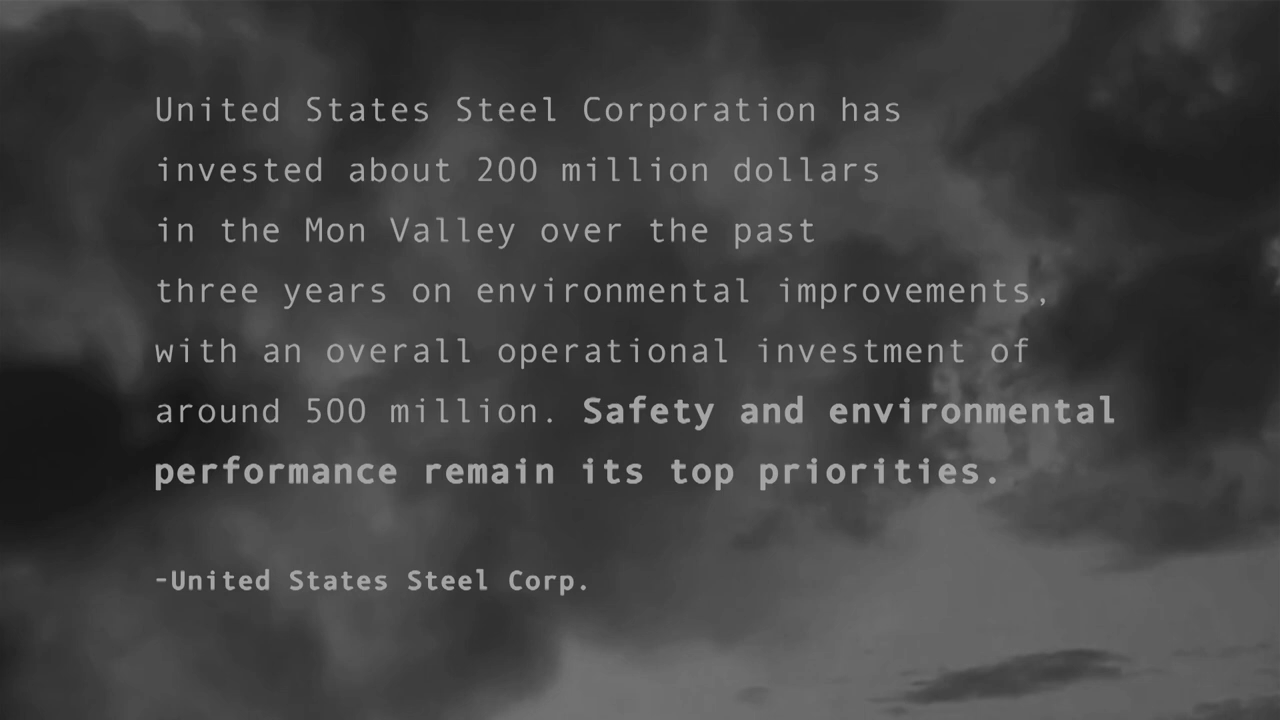 United States Steel Corporation has
invested about 200 million dollars
in the Mon Valley over the past
three years on environmental improvements,
with an overall operational investment of
around 500 million. Safety and environmental
performance remain its top priorities.
-United States Steel Corp.